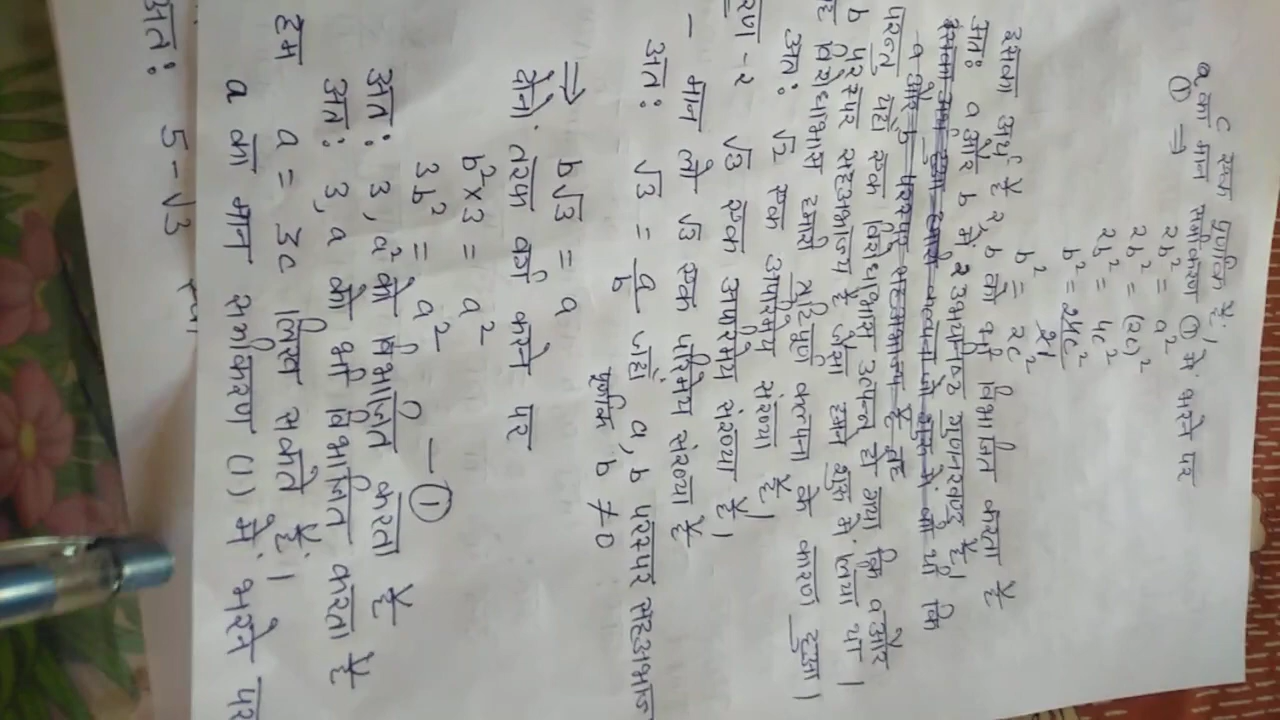 c एक पूर्णांक है।
a का मान समीकरण ① में भरने पर
① ⇒
2b² = a²
2b² = (2c)²
2b² = 4c²
b² = 4c²/2
b² = 2c²
इसका अर्थ है 2, b को भी विभाजित करता है
अतः a और b में 2 उभयनिष्ठ गुणनखण्ड है।
परन्तु यहाँ एक विरोधाभास उत्पन्न हो गया कि a और
b परस्पर सहअभाज्य हैं जैसा हमने शुरू में लिया था।
विरोधाभास हमारी त्रुटिपूर्ण कल्पना के कारण हुआ।
अतः √2 एक अपरिमेय संख्या है।
- 2 √3 एक अपरिमेय संख्या है।
- मान लो √3 एक परिमेय संख्या है
अतः √3 = a/b जहाँ a, b परस्पर सहअभाज
पूर्णांक b ≠ 0
⇒ b√3 = a
दोनों तरफ वर्ग करने पर
b² × 3 = a²
3b² = a² — ①
अतः 3, a² को विभाजित करता है
अतः 3, a को भी विभाजित करता है
हम a = 3c लिख सकते हैं।
a का मान समीकरण (1) में भरने पर
अतः 5 - √3